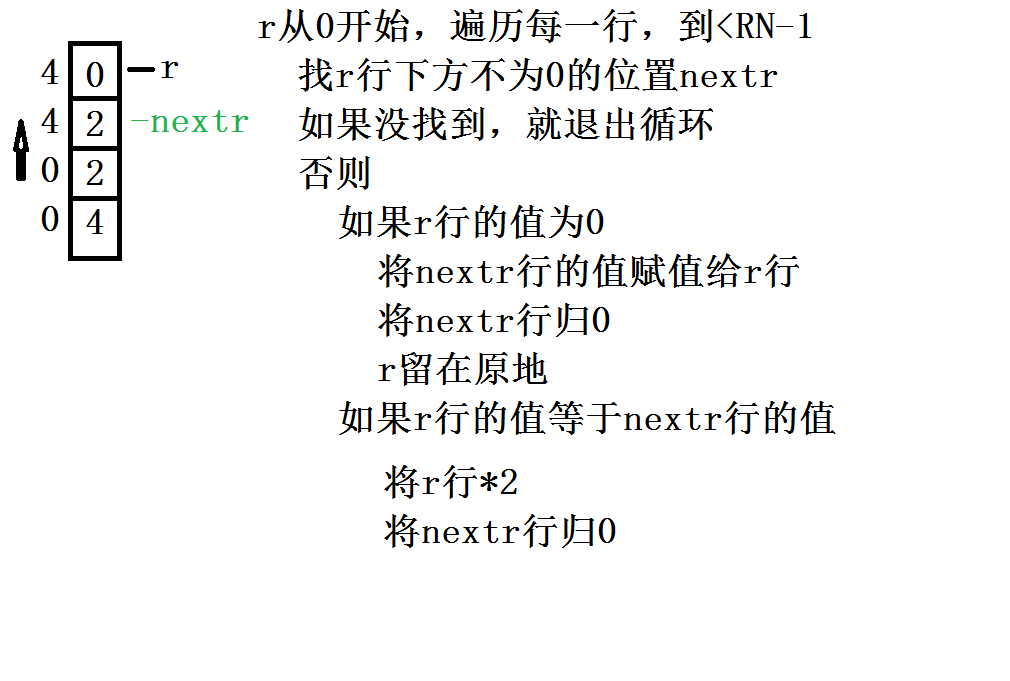 r从0开始，遍历每一行，到<RN-1
4 0 r
找r行下方不为0的位置nextr
4 2 -nextr
如果没找到，就退出循环
0 2
否则
0 4
如果r行的值为0
将nextr行的值赋值给r行
将nextr行归0
r留在原地
如果r行的值等于nextr行的值
将r行*2
将nextr行归0